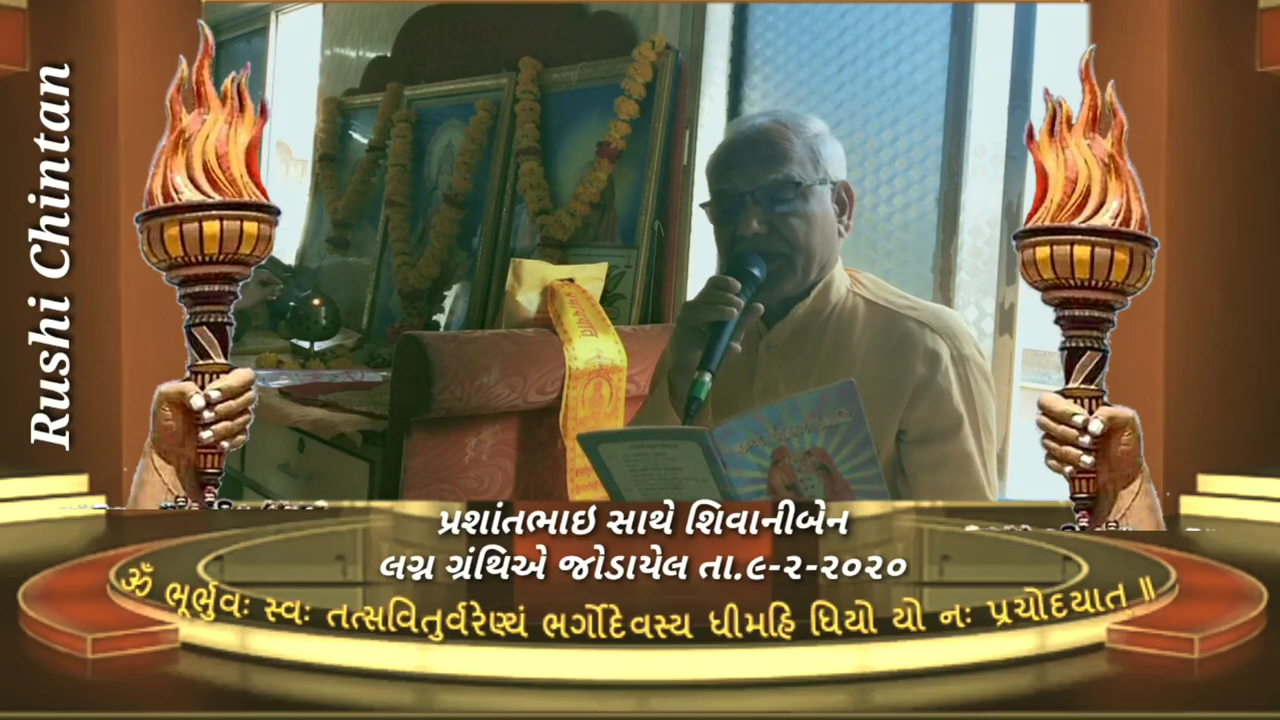 Rushi Chintan
પ્રશાંતભાઇ સાથે શિવાનીબેન
લગ્ન ગ્રંથિએ જોડાયેલ તા.૯-૨-૨૦૨૦
ૐ ભૂર્ભુવઃ સ્વઃ તત્સવિતુર્વરેણ્યં ભર્ગોદેવસ્ય ધીમહિ ધિયો યો નઃ પ્રચોદયાત્ ॥